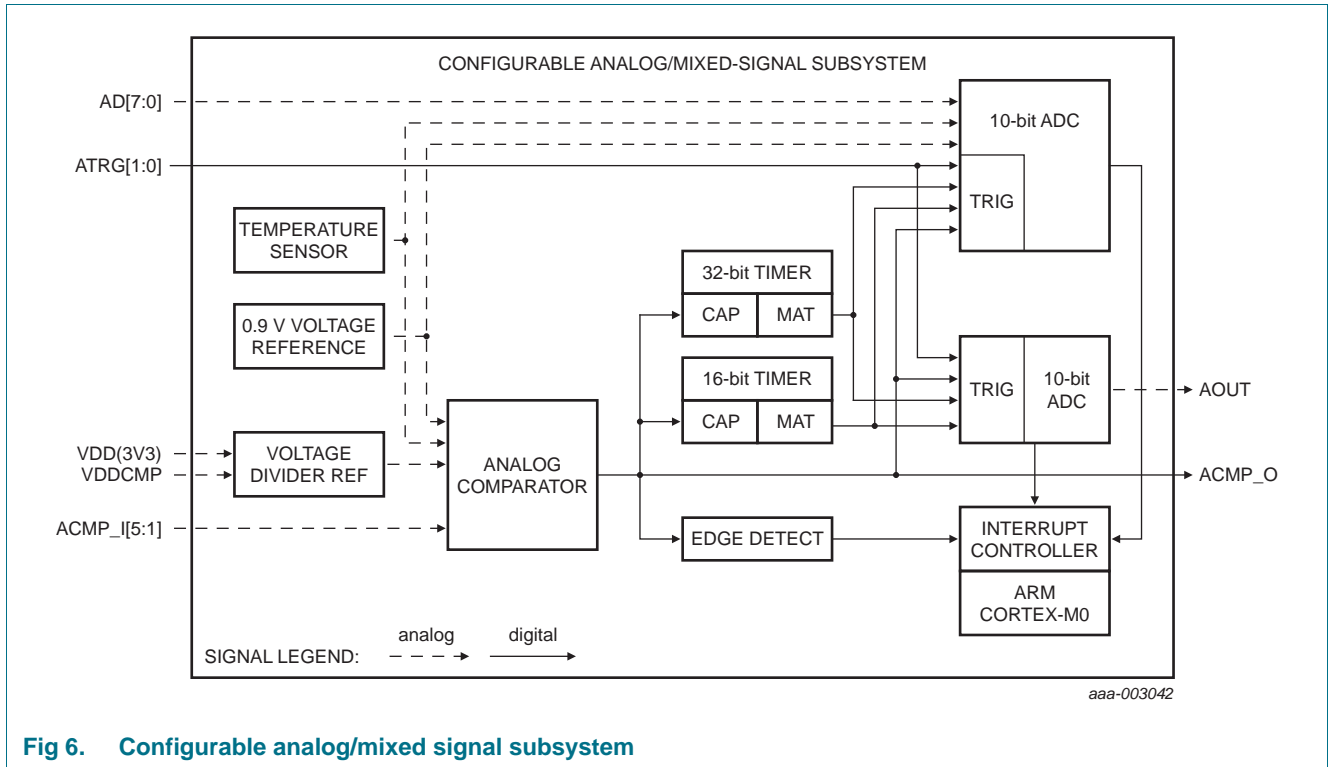 CONFIGURABLE ANALOG/MIXED-SIGNAL SUBSYSTEM
AD[7:0]
10-bit ADC
ATRG[1:0]
TRIG
TEMPERATURE
SENSOR
32-bit TIMER
CAP
MAT
0.9 V VOLTAGE
REFERENCE
16-bit TIMER
CAP
MAT
TRIG
10-bit
ADC
AOUT
VDD(3V3)
VDDCMP
VOLTAGE
DIVIDER REF
ANALOG
COMPARATOR
ACMP_O
ACMP_I[5:1]
EDGE DETECT
INTERRUPT
CONTROLLER
ARM
CORTEX-M0
SIGNAL LEGEND:
analog
digital
aaa-003042
Fig 6. Configurable analog/mixed signal subsystem